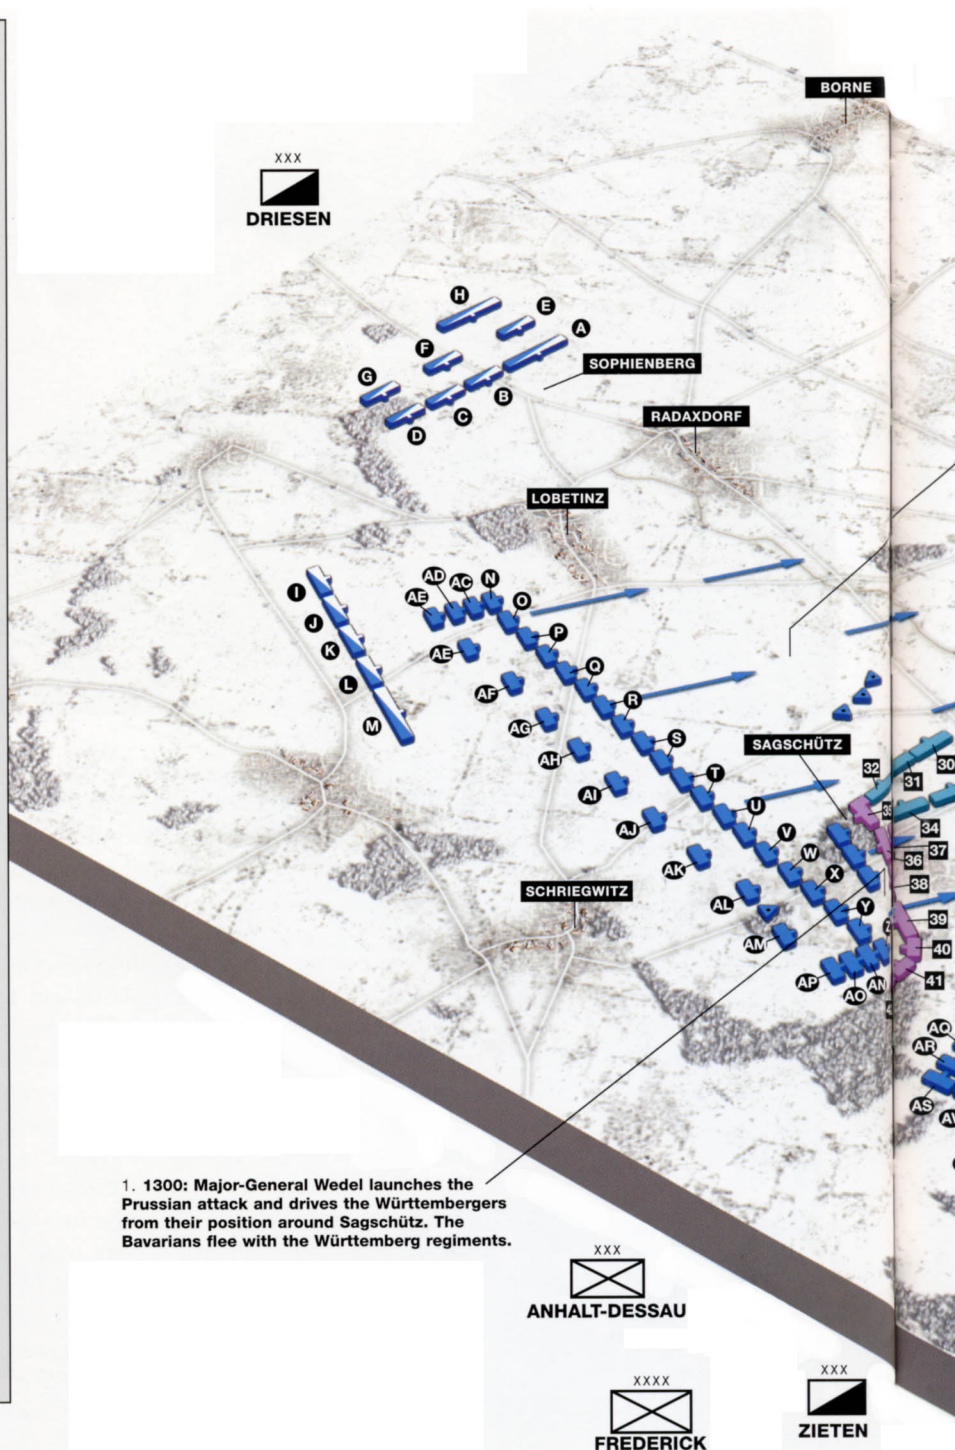 BORNE
XXX
DRIESEN
H
E
A
F
SOPHIENBERG
G
B
C
RADAXDORF
D
LOBETINZ
I
AD
AC
N
AE
O
J
P
K
AE
Q
L
AF
R
M
AG
S
SAGSCHÜTZ
AH
T
32
31
30
AI
U
34
AJ
V
37
W
36
AK
X
38
SCHRIEGWITZ
AL
Y
39
AM
40
AP
AO
AN
41
AQ
AR
AS
1. 1300: Major-General Wedel launches the
Prussian attack and drives the Württembergers
from their position around Sagschütz. The
Bavarians flee with the Württemberg regiments.
XXX
ANHALT-DESSAU
XXXX
FREDERICK
XXX
ZIETEN